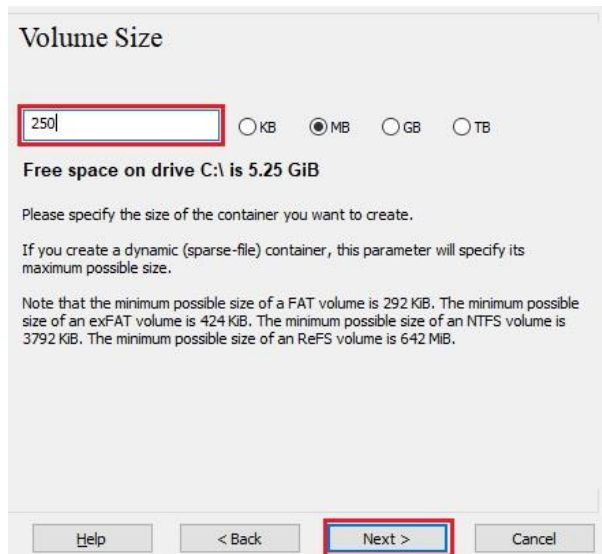 Volume Size
250
KB MB GB TB
Free space on drive C:\ is 5.25 GiB
Please specify the size of the container you want to create.
If you create a dynamic (sparse-file) container, this parameter will specify its
maximum possible size.
Note that the minimum possible size of a FAT volume is 292 KiB. The minimum possible
size of an exFAT volume is 424 KiB. The minimum possible size of an NTFS volume is
3792 KiB. The minimum possible size of an ReFS volume is 642 MiB.
Help < Back Next > Cancel